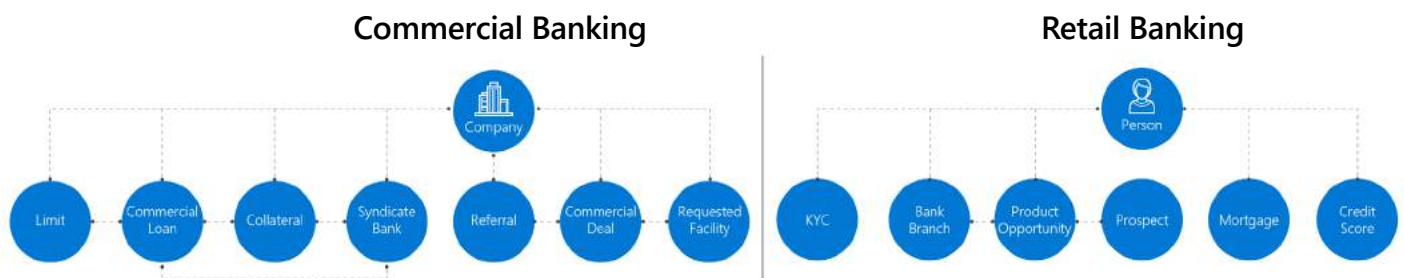 Commercial Banking
Retail Banking
Company
Person
Limit
Commercial
Loan
Collateral
Syndicate
Bank
Referral
Commercial
Deal
Requested
Facility
KYC
Bank
Branch
Product
Opportunity
Prospect
Mortgage
Credit
Score